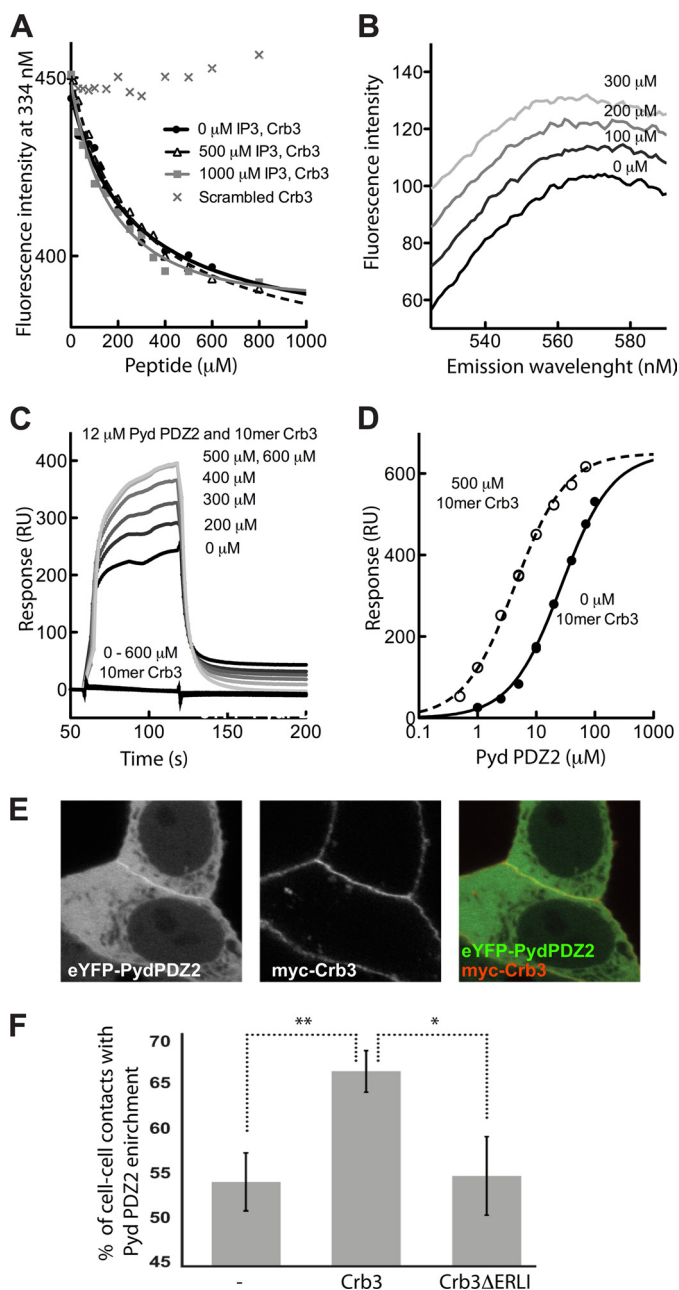 A
Fluorescence intensity at 334 nM
450
400
0 µM IP3, Crb3
500 µM IP3, Crb3
1000 µM IP3, Crb3
Scrambled Crb3
0 200 400 600 800 1000
Peptide (µM)
B
Fluorescence intensity
140
120
100
80
60
300 µM
200 µM
100 µM
0 µM
540 560 580
Emission wavelenght (nM)
C
Response (RU)
400
300
200
100
0
12 µM Pyd PDZ2 and 10mer Crb3
500 µM, 600 µM
400 µM
300 µM
200 µM
0 µM
0 - 600 µM
10mer Crb3
50 100 150 200
Time (s)
D
Response (RU)
600
400
200
0
500 µM
10mer Crb3
0 µM
10mer Crb3
0.1 1 10 100 1000
Pyd PDZ2 (µM)
E
eYFP-PydPDZ2
myc-Crb3
eYFP-PydPDZ2
myc-Crb3
F
% of cell-cell contacts with
Pyd PDZ2 enirchment
70
65
60
55
50
45
**
*
-
Crb3
Crb3ΔERLI